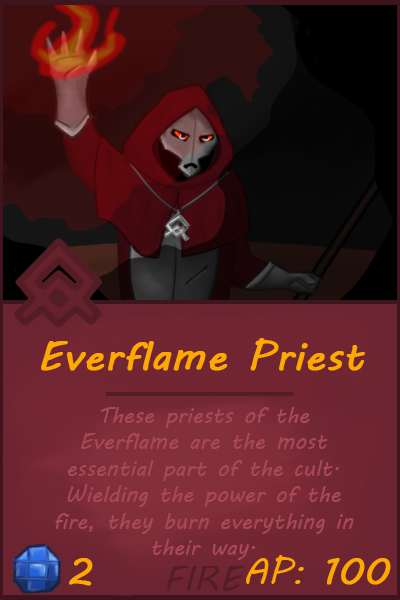 Everflame Priest
These priests of the
Everflame are the most
essential part of the cult.
Wielding the power of the
fire, they burn everything in
their way.
2 FIRE AP: 100